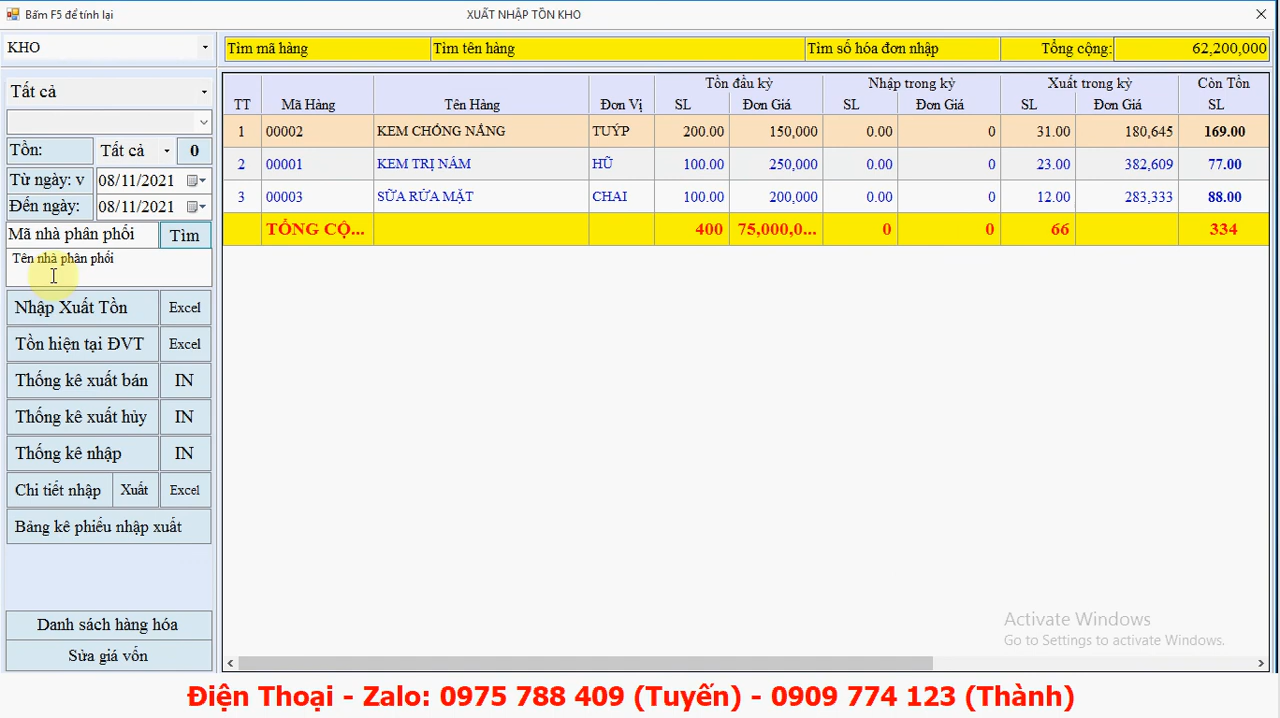 Bấm F5 để tính lại
XUẤT NHẬP TỒN KHO
KHO
Tìm mã hàng Tìm tên hàng Tìm số hóa đơn nhập Tổng cộng: 62,200,000
Tất cả
Tồn: Tất cả 0
Từ ngày: v 08/11/2021
Đến ngày: 08/11/2021
Mã nhà phân phối Tìm
Tên nhà phân phối
Nhập Xuất Tồn Excel
Tồn hiện tại ĐVT Excel
Thống kê xuất bán IN
Thống kê xuất hủy IN
Thống kê nhập IN
Chi tiết nhập Xuất Excel
Bảng kê phiếu nhập xuất
Danh sách hàng hóa
Sửa giá vốn
Tồn đầu kỳ Nhập trong kỳ Xuất trong kỳ Còn Tồn
TT Mã Hàng Tên Hàng Đơn Vị SL Đơn Giá SL Đơn Giá SL Đơn Giá SL
1 00002 KEM CHỐNG NẮNG TUÝP 200.00 150,000 0.00 0 31.00 180,645 169.00
2 00001 KEM TRỊ NÁM HŨ 100.00 250,000 0.00 0 23.00 382,609 77.00
3 00003 SỮA RỬA MẶT CHAI 100.00 200,000 0.00 0 12.00 283,333 88.00
TỔNG CỘ... 400 75,000,0... 0 0 66 334
Activate Windows
Go to Settings to activate Windows.
Điện Thoại - Zalo: 0975 788 409 (Tuyến) - 0909 774 123 (Thành)